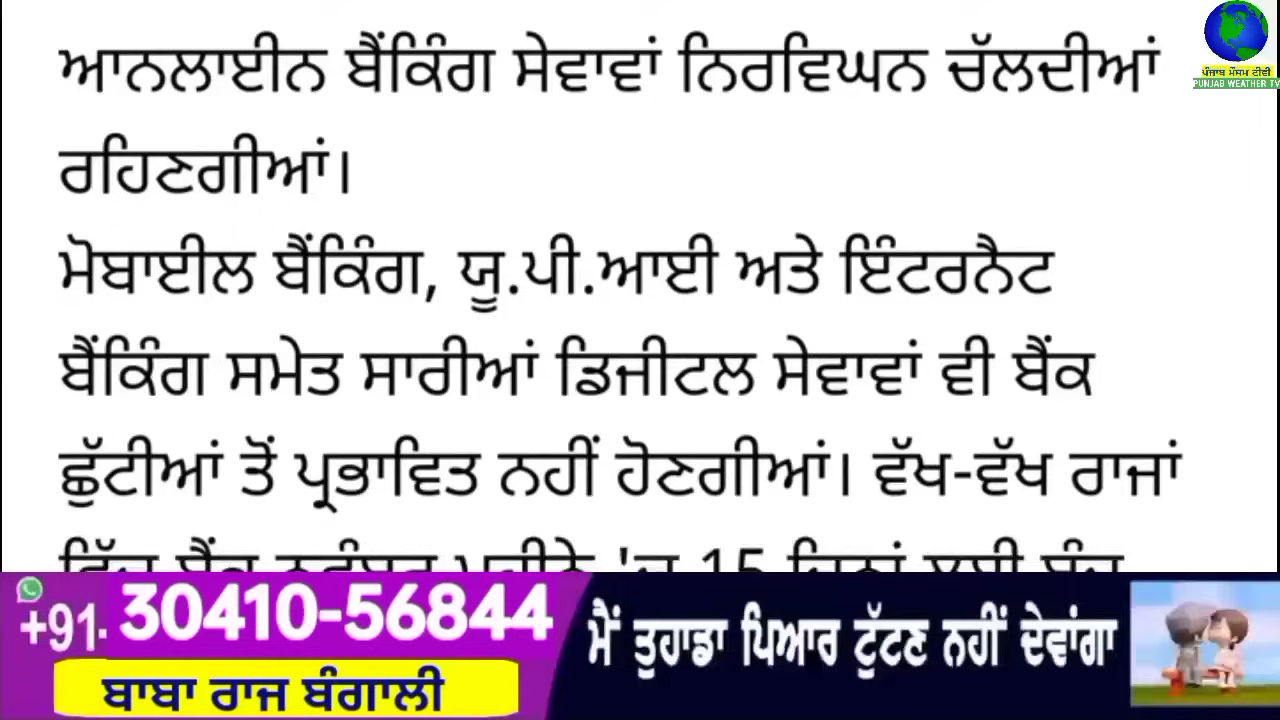 ਆਨਲਾਈਨ ਬੈਂਕਿੰਗ ਸੇਵਾਵਾਂ ਨਿਰਵਿਘਨ ਚੱਲਦੀਆਂ
ਰਹਿਣਗੀਆਂ।
ਮੋਬਾਈਲ ਬੈਂਕਿੰਗ, ਯੂ.ਪੀ.ਆਈ ਅਤੇ ਇੰਟਰਨੈਟ
ਬੈਂਕਿੰਗ ਸਮੇਤ ਸਾਰੀਆਂ ਡਿਜੀਟਲ ਸੇਵਾਵਾਂ ਵੀ ਬੈਂਕ
ਛੁੱਟੀਆਂ ਤੋਂ ਪ੍ਰਭਾਵਿਤ ਨਹੀਂ ਹੋਣਗੀਆਂ। ਵੱਖ-ਵੱਖ ਰਾਜਾਂ
ਪੰਜਾਬ ਮੌਸਮ ਟੀਵੀ
PUNJAB WEATHER TV
+91- 30410-56844
ਬਾਬਾ ਰਾਜ ਬੰਗਾਲੀ
ਮੈਂ ਤੁਹਾਡਾ ਪਿਆਰ ਟੁੱਟਣ ਨਹੀਂ ਦੇਵਾਂਗਾ